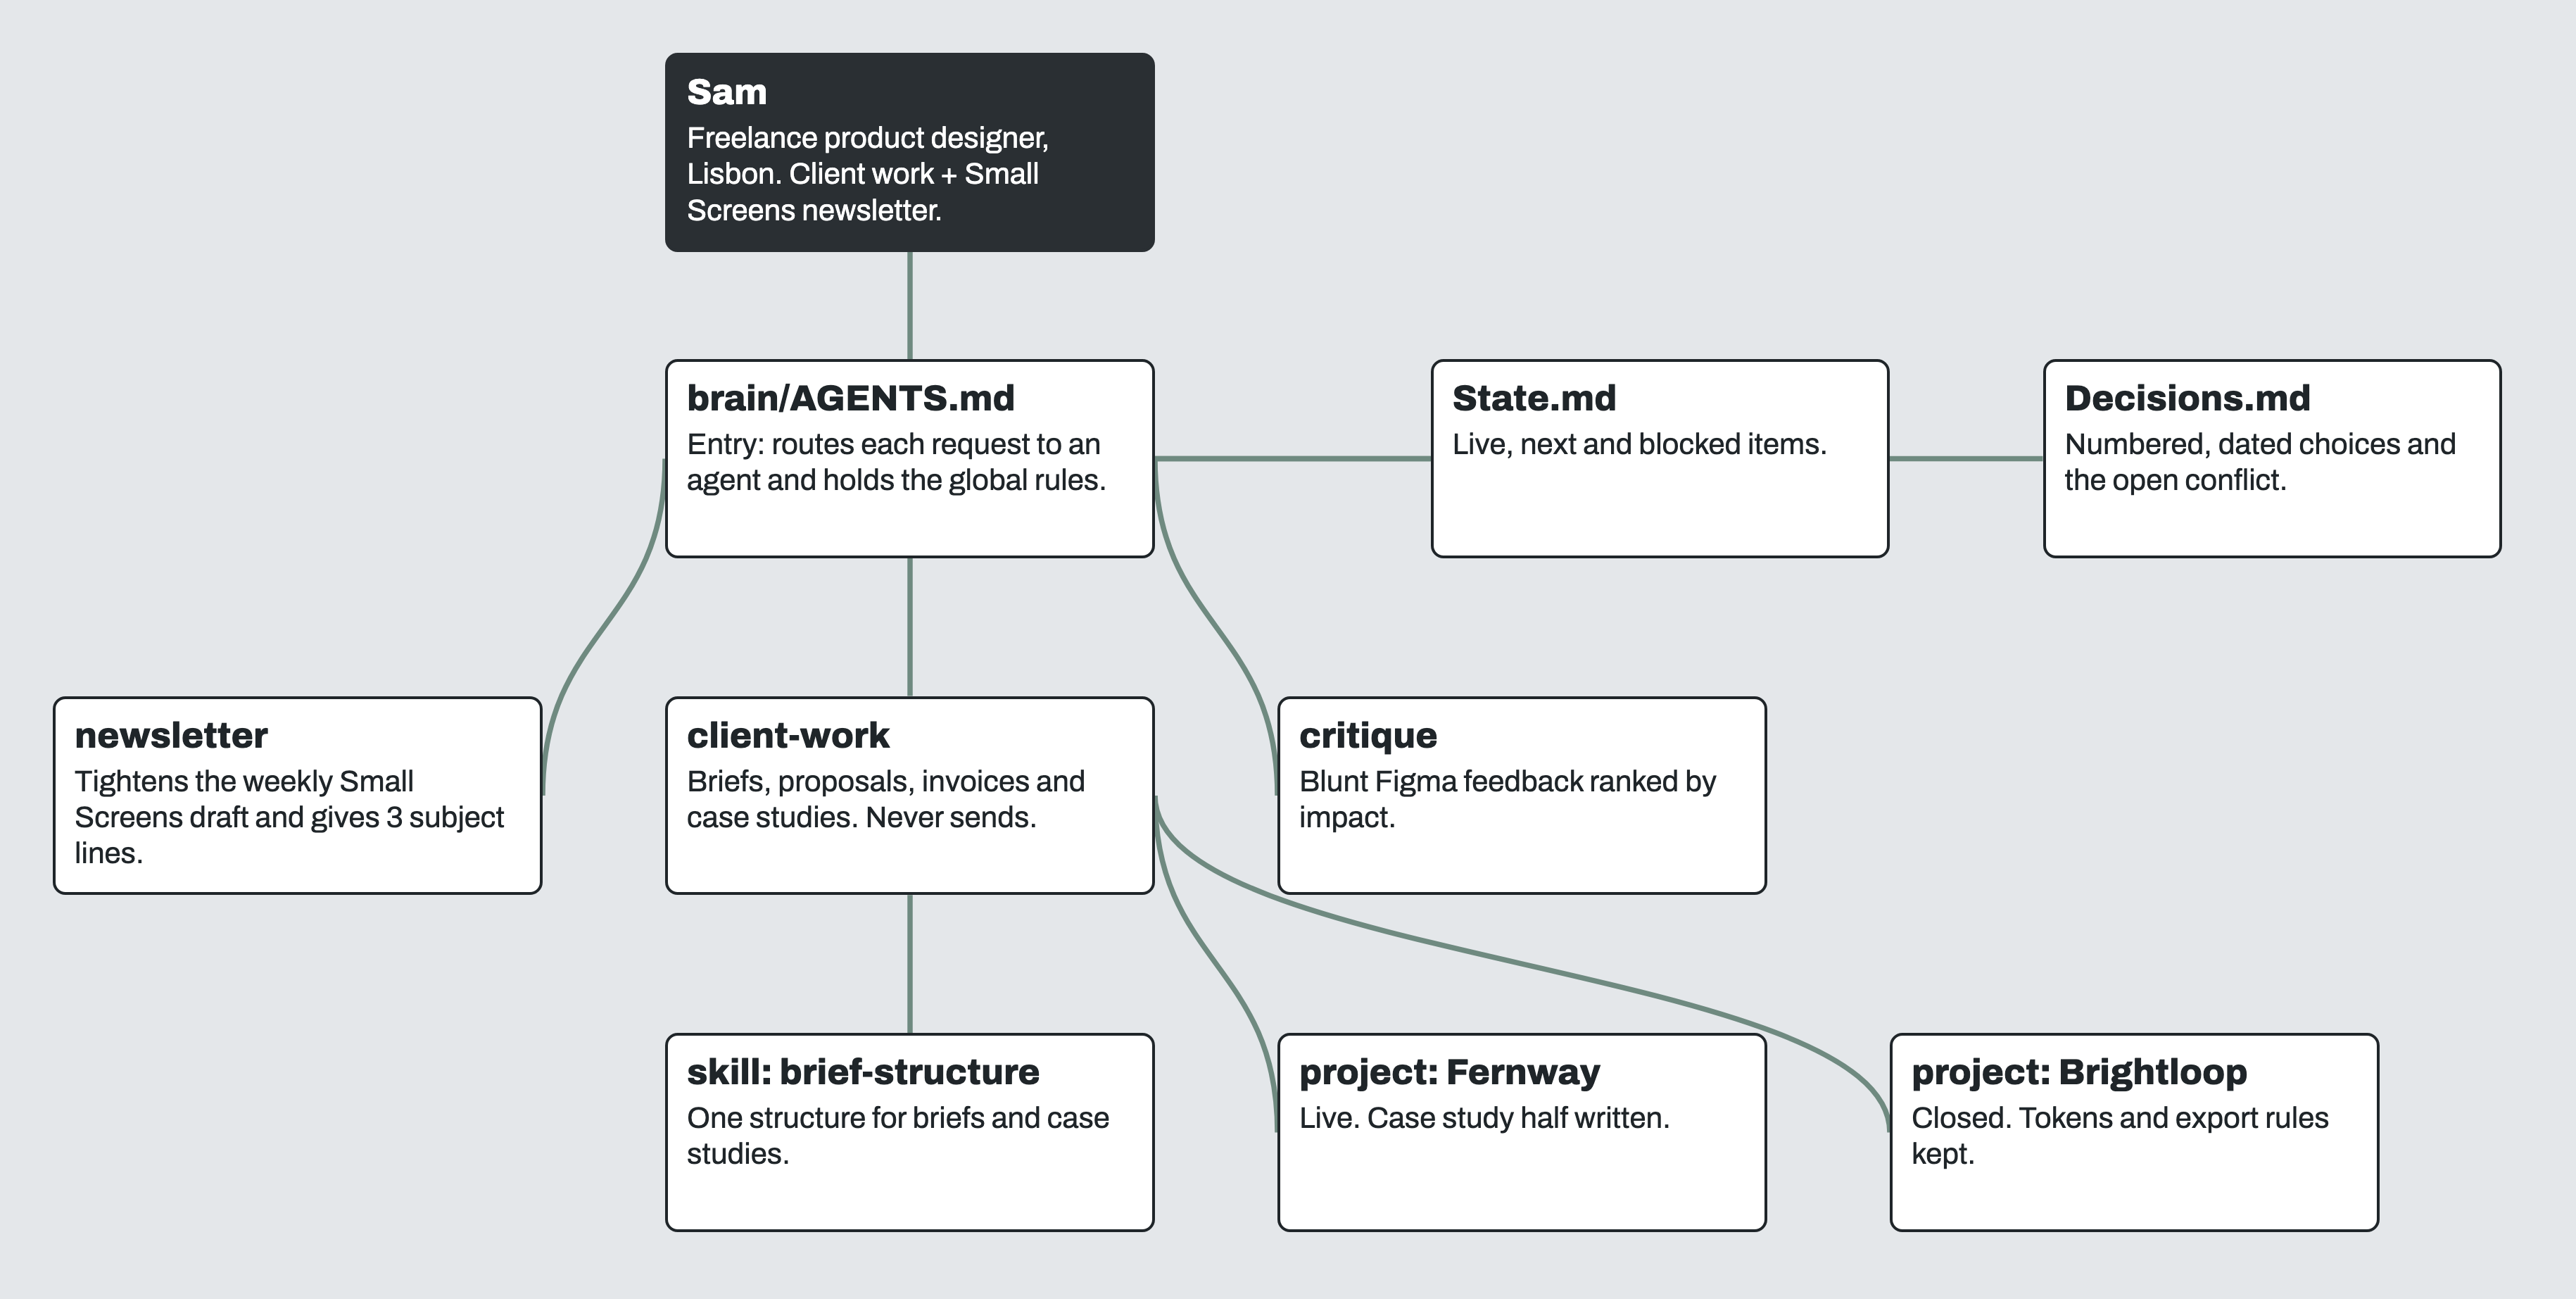 Sam
Freelance product designer,
Lisbon. Client work + Small
Screens newsletter.
brain/AGENTS.md
Entry: routes each request to an
agent and holds the global rules.
State.md
Live, next and blocked items.
Decisions.md
Numbered, dated choices and
the open conflict.
newsletter
Tightens the weekly Small
Screens draft and gives 3 subject
lines.
client-work
Briefs, proposals, invoices and
case studies. Never sends.
critique
Blunt Figma feedback ranked by
impact.
skill: brief-structure
One structure for briefs and case
studies.
project: Fernway
Live. Case study half written.
project: Brightloop
Closed. Tokens and export rules
kept.